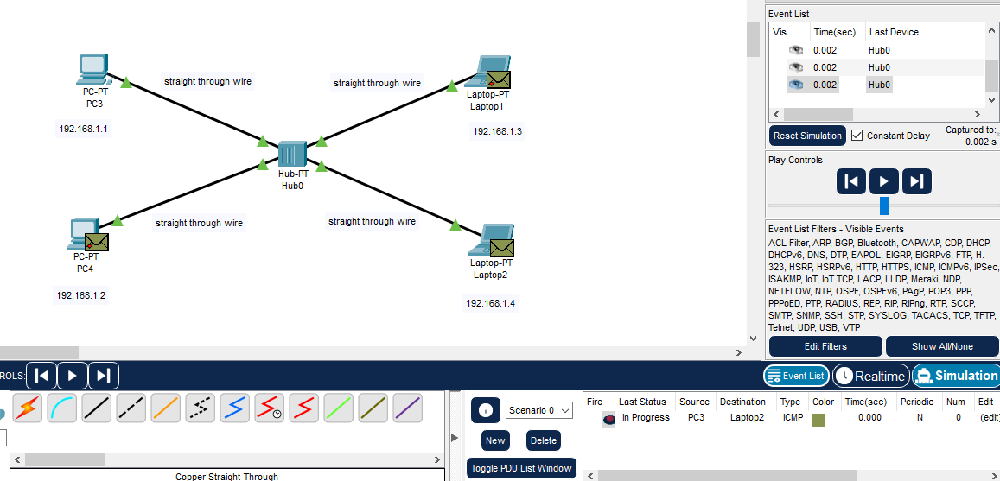 Event List
Vis. Time(sec) Last Device
0.002 Hub0
0.002 Hub0
0.002 Hub0
Reset Simulation Constant Delay Captured to:
0.002 s
Play Controls
Event List Filters - Visible Events
ACL Filter, ARP, BGP, Bluetooth, CAPWAP, CDP, DHCP,
DHCPv6, DNS, DTP, EAPOL, EIGRP, EIGRPv6, FTP, H.
323, HSRP, HSRPv6, HTTP, HTTPS, ICMP, ICMPv6, IPSec,
ISAKMP, IoT, IoT TCP, LACP, LLDP, Meraki, NDP,
NETFLOW, NTP, OSPF, OSPFv6, PAgP, POP3, PPP,
PPPoED, PTP, RADIUS, REP, RIP, RIPng, RTP, SCCP,
SMTP, SNMP, SSH, STP, SYSLOG, TACACS, TCP, TFTP,
Telnet, UDP, USB, VTP
Edit Filters Show All/None
straight through wire
straight through wire
PC-PT
PC3
192.168.1.1
Laptop-PT
Laptop1
192.168.1.3
Hub-PT
Hub0
straight through wire
straight through wire
PC-PT
PC4
192.168.1.2
Laptop-PT
Laptop2
192.168.1.4
ROLS:
Event List Realtime Simulation
Scenario 0
New Delete
Toggle PDU List Window
Fire Last Status Source Destination Type Color Time(sec) Periodic Num Edit
In Progress PC3 Laptop2 ICMP 0.000 N 0 (edit)
Copper Straight-Through